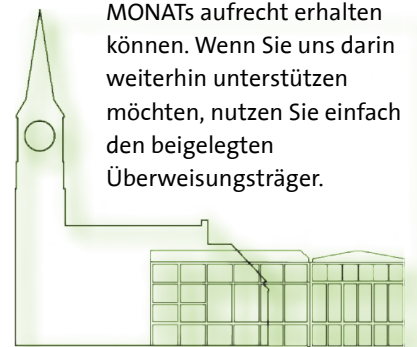 MONATs aufrecht erhalten
können. Wenn Sie uns darin
weiterhin unterstützen
möchten, nutzen Sie einfach
den beigelegten
Überweisungsträger.